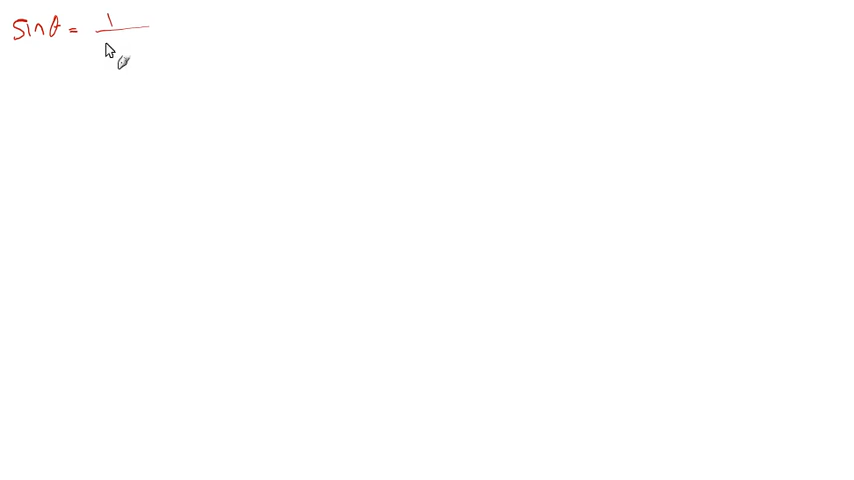 sinθ = 1/